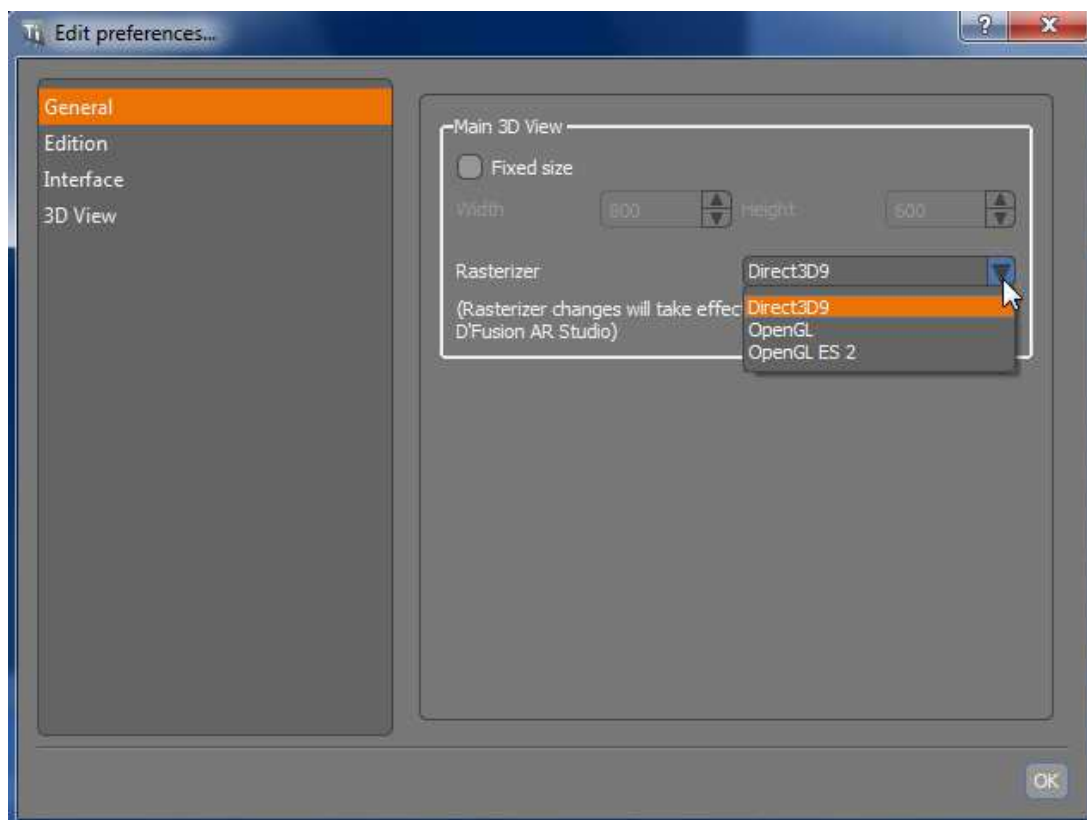 Edit preferences...
General
Edition
Interface
3D View
Main 3D View
Fixed size
Width 800 Height 600
Rasterizer Direct3D9
(Rasterizer changes will take effec
D'Fusion AR Studio)
Direct3D9
OpenGL
OpenGL ES 2
OK